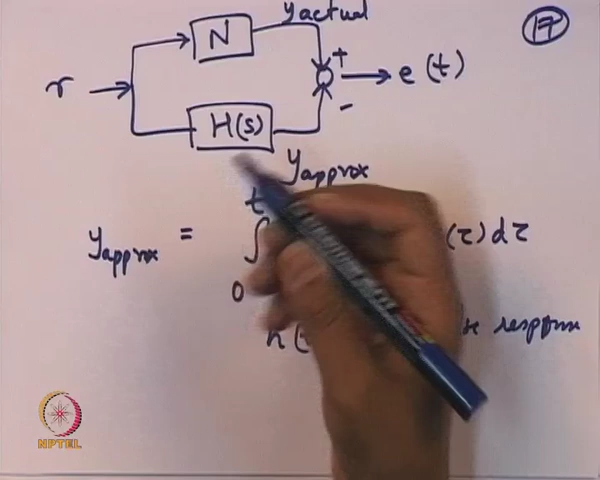 yactual
17
N
+
r
e(t)
H(s)
-
yapprox
t
yapprox = ∫ (τ)dτ
0
h(
response
NPTEL